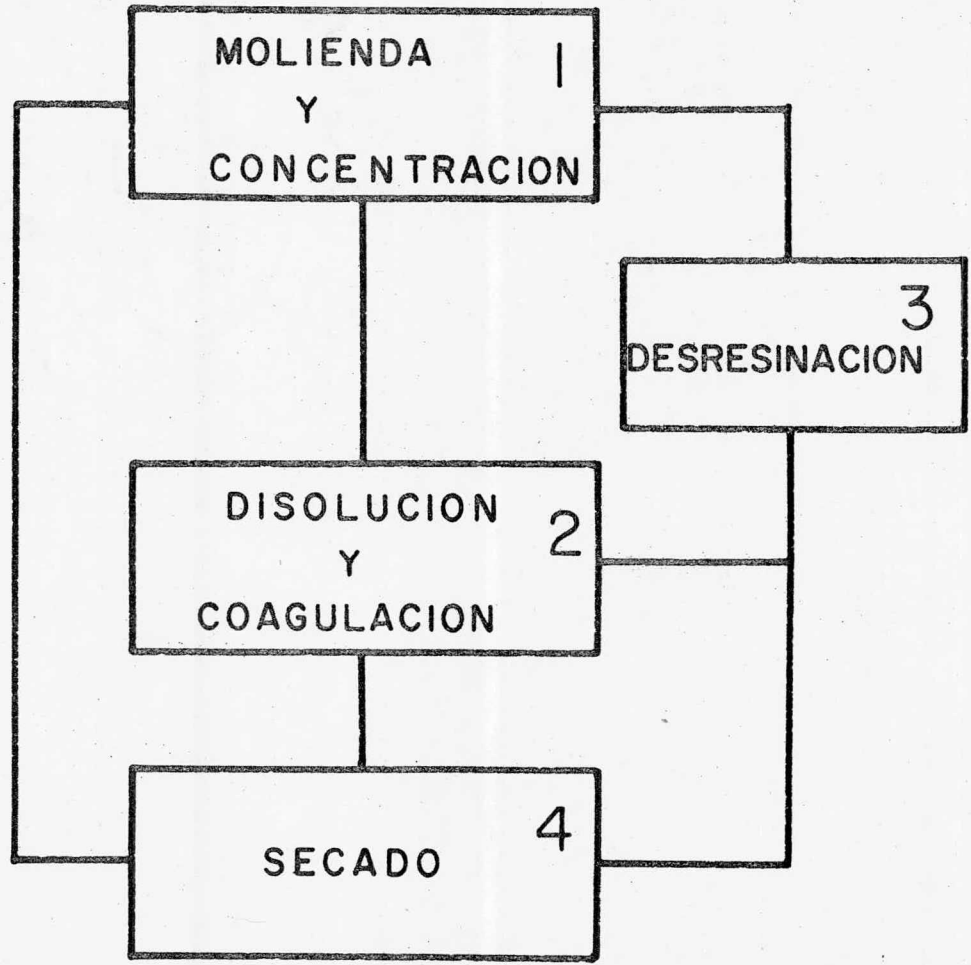 MOLIENDA 1
Y
CONCENTRACION
3
DESRESINACION
DISOLUCION
2
Y
COAGULACION
4
SECADO